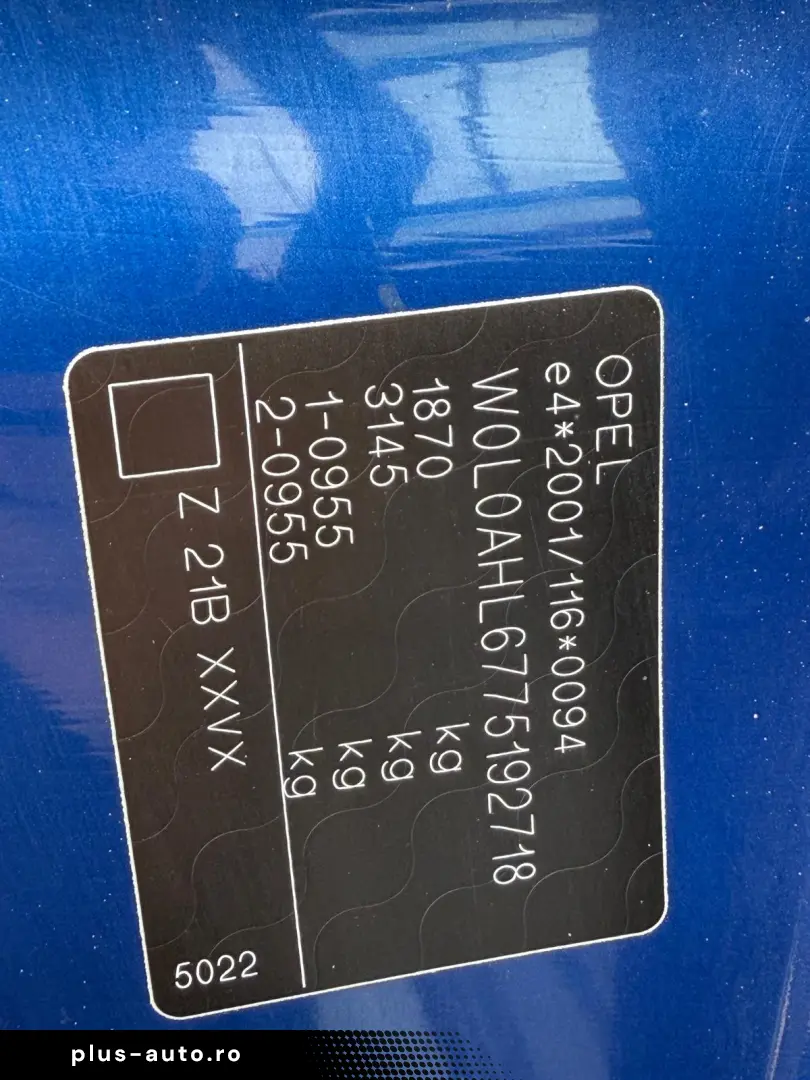 OPEL
e4*2001/116*0094
W0L0AHL6775192718
1870 kg
3145 kg
1-0955 kg
2-0955 kg
Z 21B XXVX
5022
plus-auto.ro